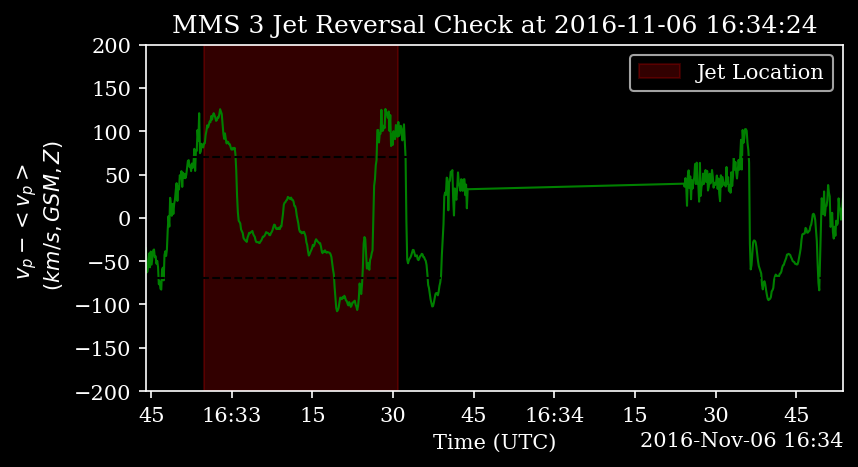 MMS 3 Jet Reversal Check at 2016-11-06 16:34:24
Jet Location
200
150
100
50
0
−50
−100
−150
−200
v_p − <v_p>
(km/s, GSM, Z)
45 16:33 15 30 45 16:34 15 30 45
Time (UTC)
2016-Nov-06 16:34